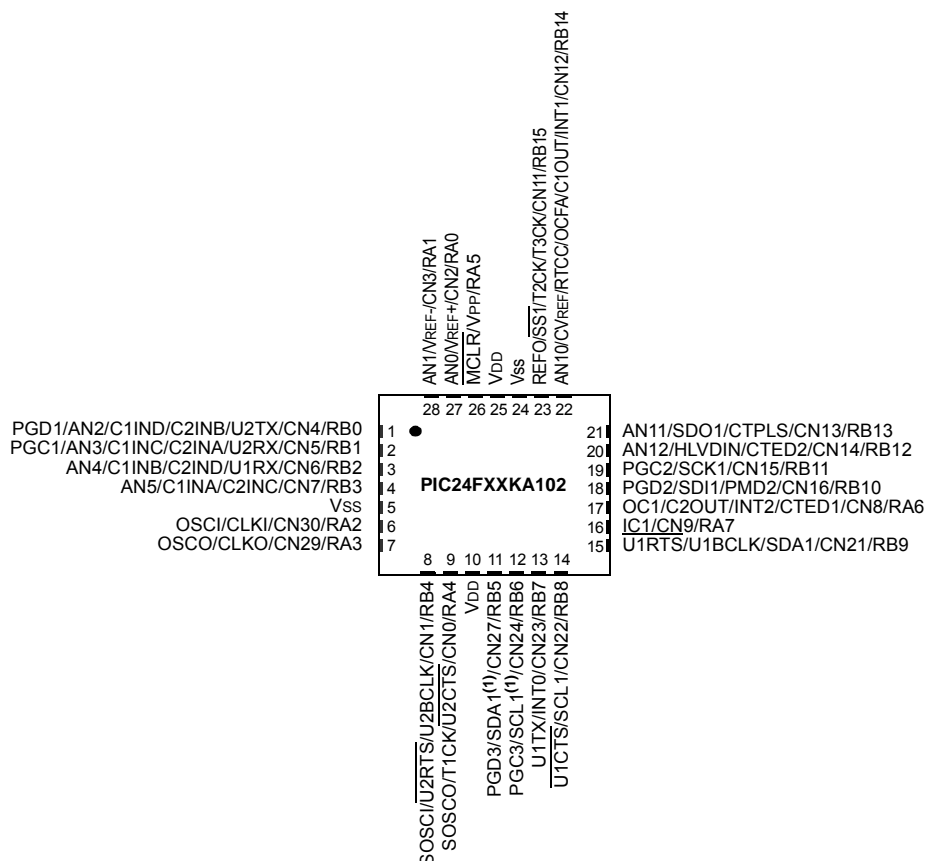 AN1/VREF-/CN3/RA1
AN0/VREF+/CN2/RA0
MCLR/VPP/RA5
VDD
VSS
REFO/SS1/T2CK/T3CK/CN11/RB15
AN10/CVREF/RTCC/OCFA/C1OUT/INT1/CN12/RB14
28 27 26 25 24 23 22
PGD1/AN2/C1IND/C2INB/U2TX/CN4/RB0 1
PGC1/AN3/C1INC/C2INA/U2RX/CN5/RB1 2
AN4/C1INB/C2IND/U1RX/CN6/RB2 3
AN5/C1INA/C2INC/CN7/RB3 4
VSS 5
OSCI/CLKI/CN30/RA2 6
OSCO/CLKO/CN29/RA3 7
PIC24FXXKA102
21 AN11/SDO1/CTPLS/CN13/RB13
20 AN12/HLVDIN/CTED2/CN14/RB12
19 PGC2/SCK1/CN15/RB11
18 PGD2/SDI1/PMD2/CN16/RB10
17 OC1/C2OUT/INT2/CTED1/CN8/RA6
16 IC1/CN9/RA7
15 U1RTS/U1BCLK/SDA1/CN21/RB9
8 9 10 11 12 13 14
SOSCI/U2RTS/U2BCLK/CN1/RB4
SOSCO/T1CK/U2CTS/CN0/RA4
VDD
PGD3/SDA1(1)/CN27/RB5
PGC3/SCL1(1)/CN24/RB6
U1TX/INT0/CN23/RB7
U1CTS/SCL1/CN22/RB8